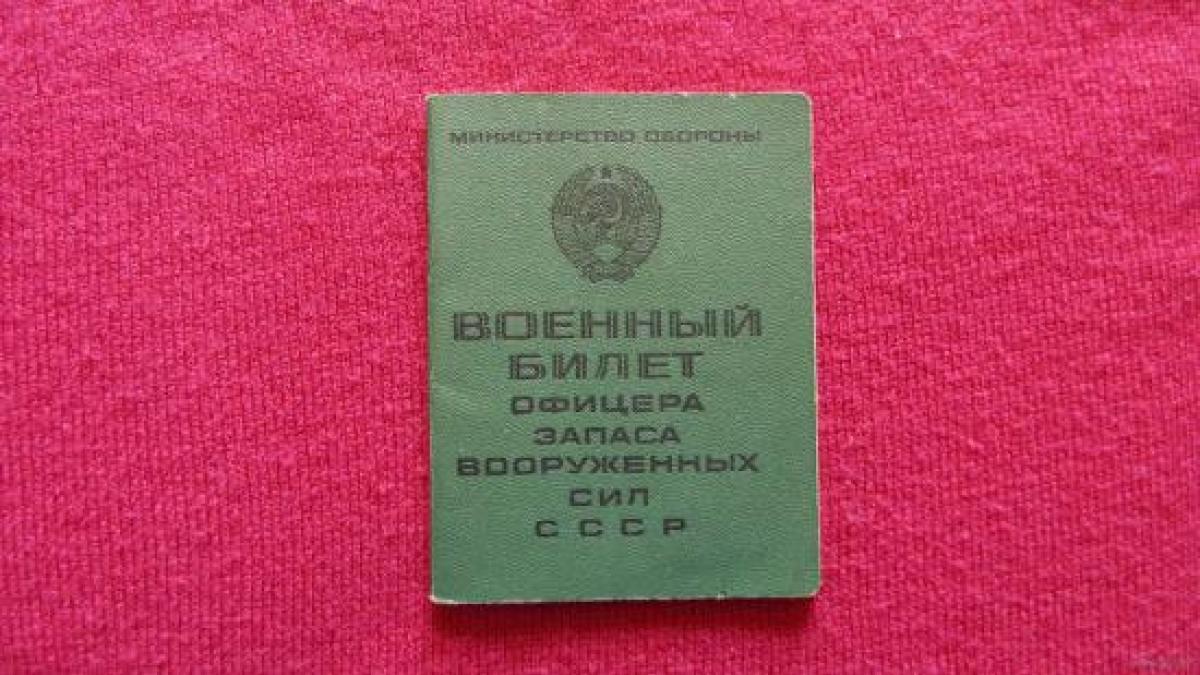 МИНИСТЕРСТВО ОБОРОНЫ
ВОЕННЫЙ
БИЛЕТ
ОФИЦЕРА
ЗАПАСА
ВООРУЖЕННЫХ
СИЛ
СССР